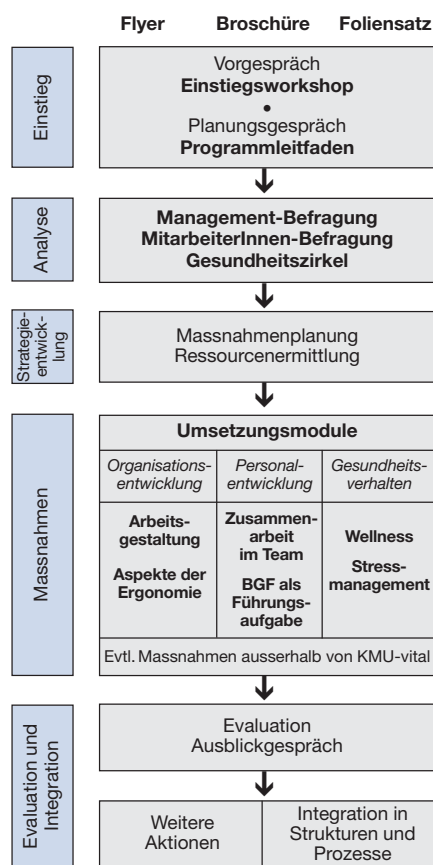 Flyer Broschüre Foliensatz
Einstieg
Vorgespräch
Einstiegsworkshop
•
Planungsgespräch
Programmleitfaden
Analyse
Management-Befragung
MitarbeiterInnen-Befragung
Gesundheitszirkel
Strategie-
entwick-
lung
Massnahmenplanung
Ressourcenermittlung
Massnahmen
Umsetzungsmodule
Organisations-
entwicklung
Arbeits-
gestaltung
Aspekte der
Ergonomie
Personal-
entwicklung
Zusammen-
arbeit
im Team
BGF als
Führungs-
aufgabe
Gesundheits-
verhalten
Wellness
Stress-
management
Evtl. Massnahmen ausserhalb von KMU-vital
Evaluation und
Integration
Evaluation
Ausblickgespräch
Weitere
Aktionen
Integration in
Strukturen und
Prozesse